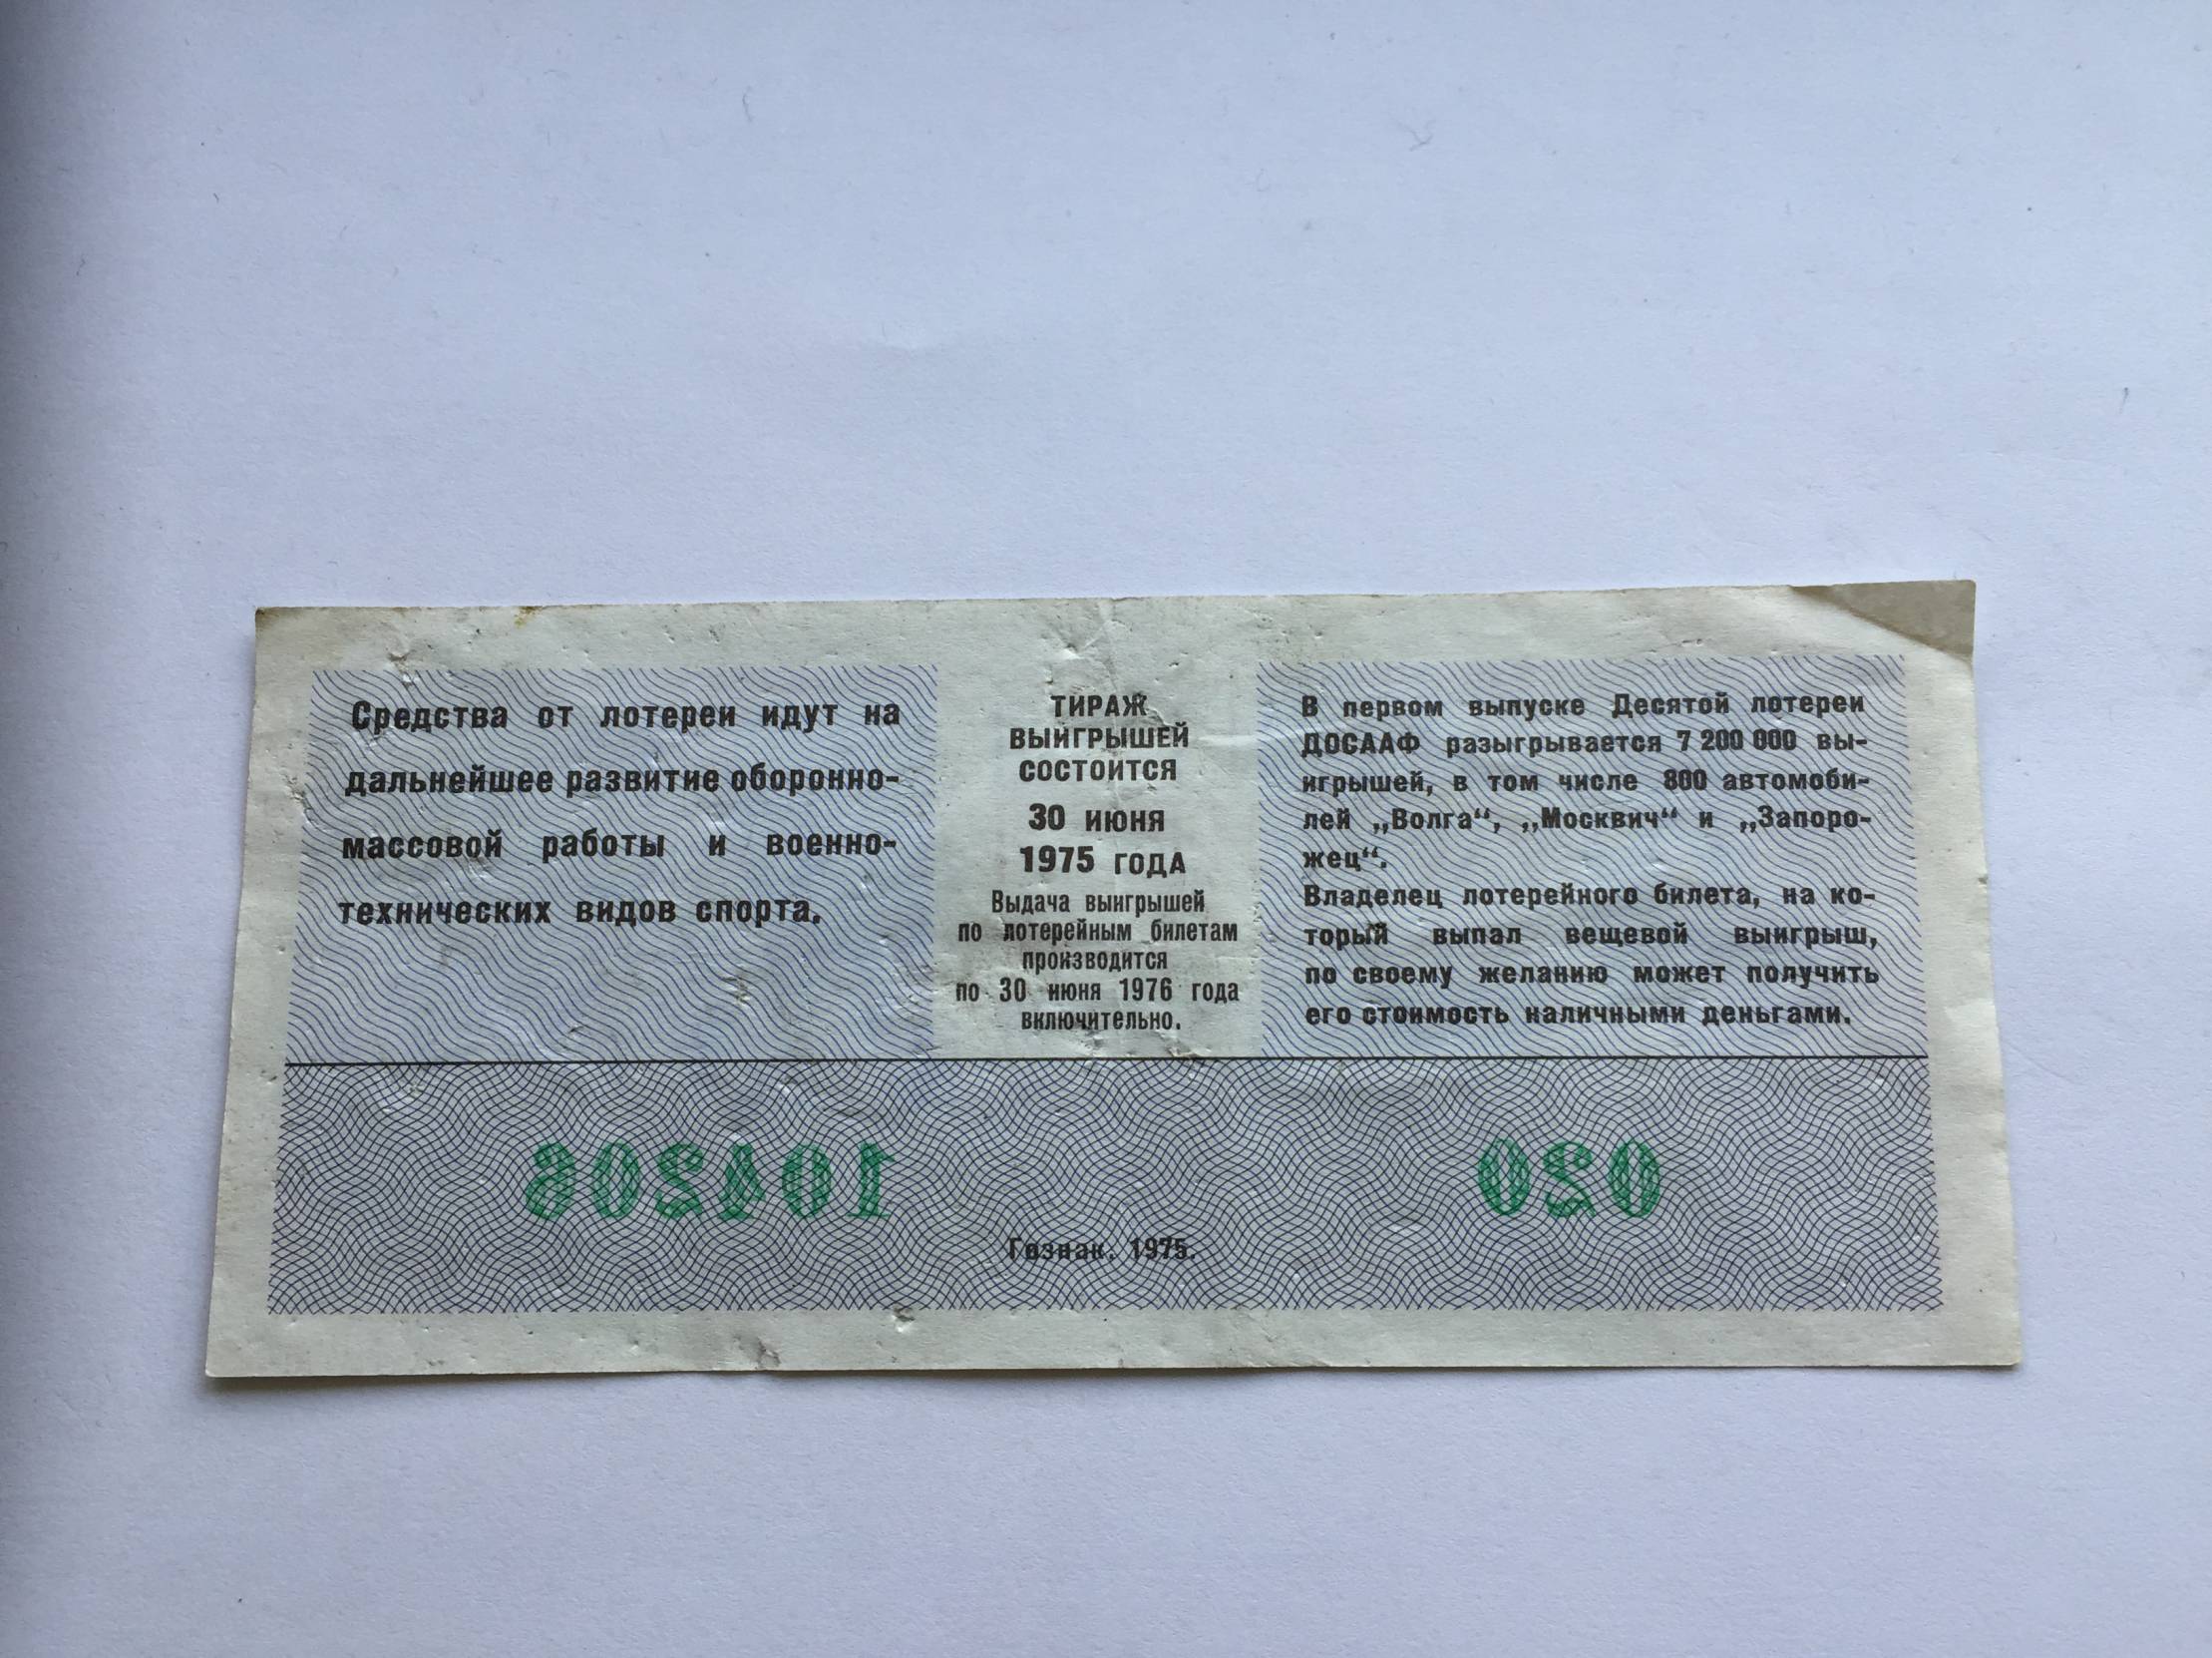 Средства от лотереи идут на
дальнейшее развитие оборонно-
массовой работы и военно-
технических видов спорта.
ТИРАЖ
ВЫИГРЫШЕЙ
СОСТОИТСЯ
30 ИЮНЯ
1975 ГОДА
Выдача выигрышей
по лотерейным билетам
производится
по 30 июня 1976 года
включительно.
В первом выпуске Десятой лотереи
ДОСААФ разыгрывается 7 200 000 вы-
игрышей, в том числе 800 автомоби-
лей „Волга“, „Москвич“ и „Запоро-
жец“.
Владелец лотерейного билета, на ко-
торый выпал вещевой выигрыш,
по своему желанию может получить
его стоимость наличными деньгами.
104206
020
Гознак. 1975.